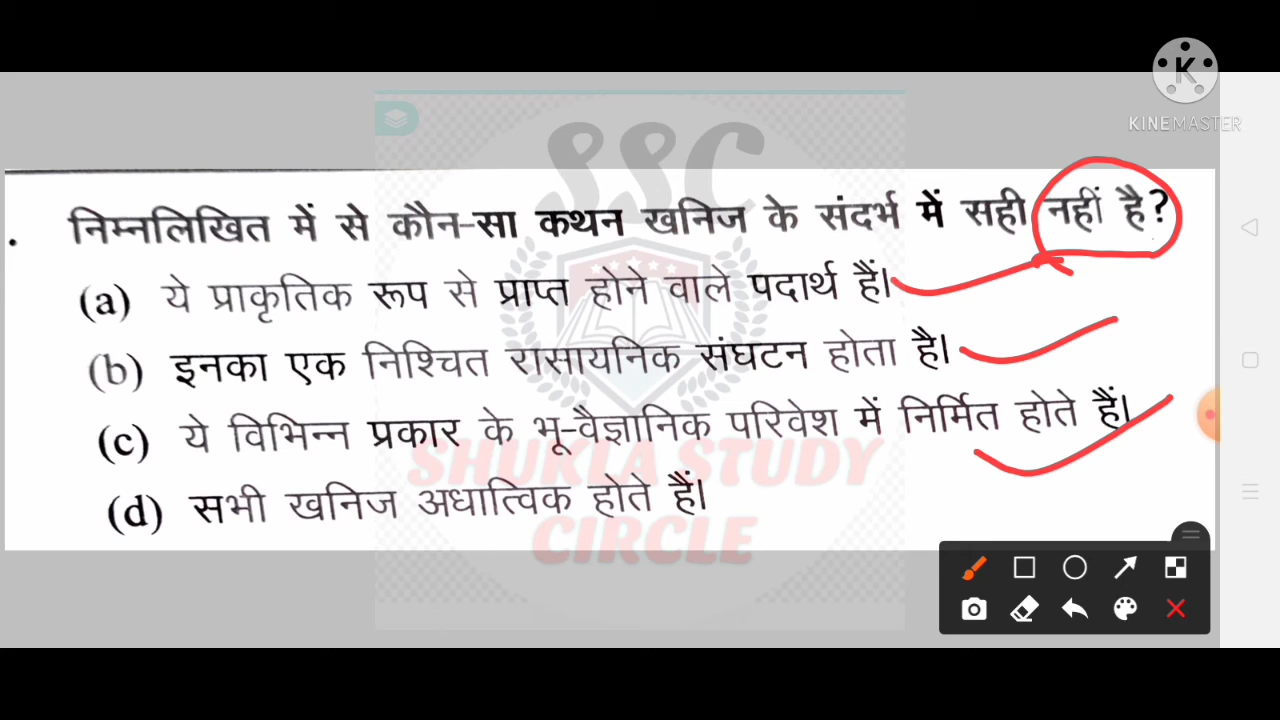 KINEMASTER
SSC
. निम्नलिखित में से कौन-सा कथन खनिज के संदर्भ में सही नहीं है?
(a) ये प्राकृतिक रूप से प्राप्त होने वाले पदार्थ हैं।
(b) इनका एक निश्चित रासायनिक संघटन होता है।
(c) ये विभिन्न प्रकार के भू-वैज्ञानिक परिवेश में निर्मित होते हैं।
(d) सभी खनिज अधात्विक होते हैं।
SHUKLA STUDY
CIRCLE